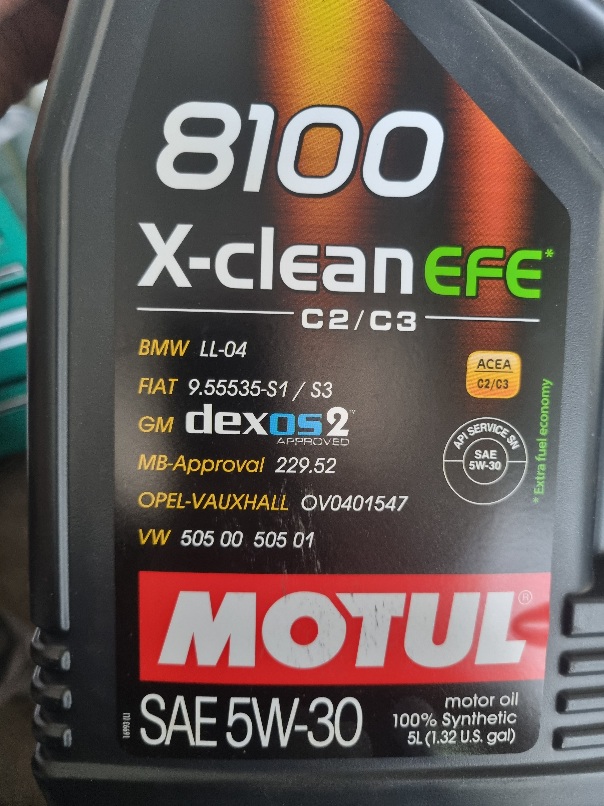 8100
X-clean EFE*
C2/C3
BMW LL-04
FIAT 9.55535-S1 / S3
GM dexos2™
APPROVED
MB-Approval 229.52
OPEL-VAUXHALL OV0401547
VW 505 00 505 01
ACEA
C2/C3
API SERVICE SN
SAE
5W-30
* Extra fuel economy
MOTUL®
SAE 5W-30
motor oil
100% Synthetic
5L (1.32 U.S. gal)